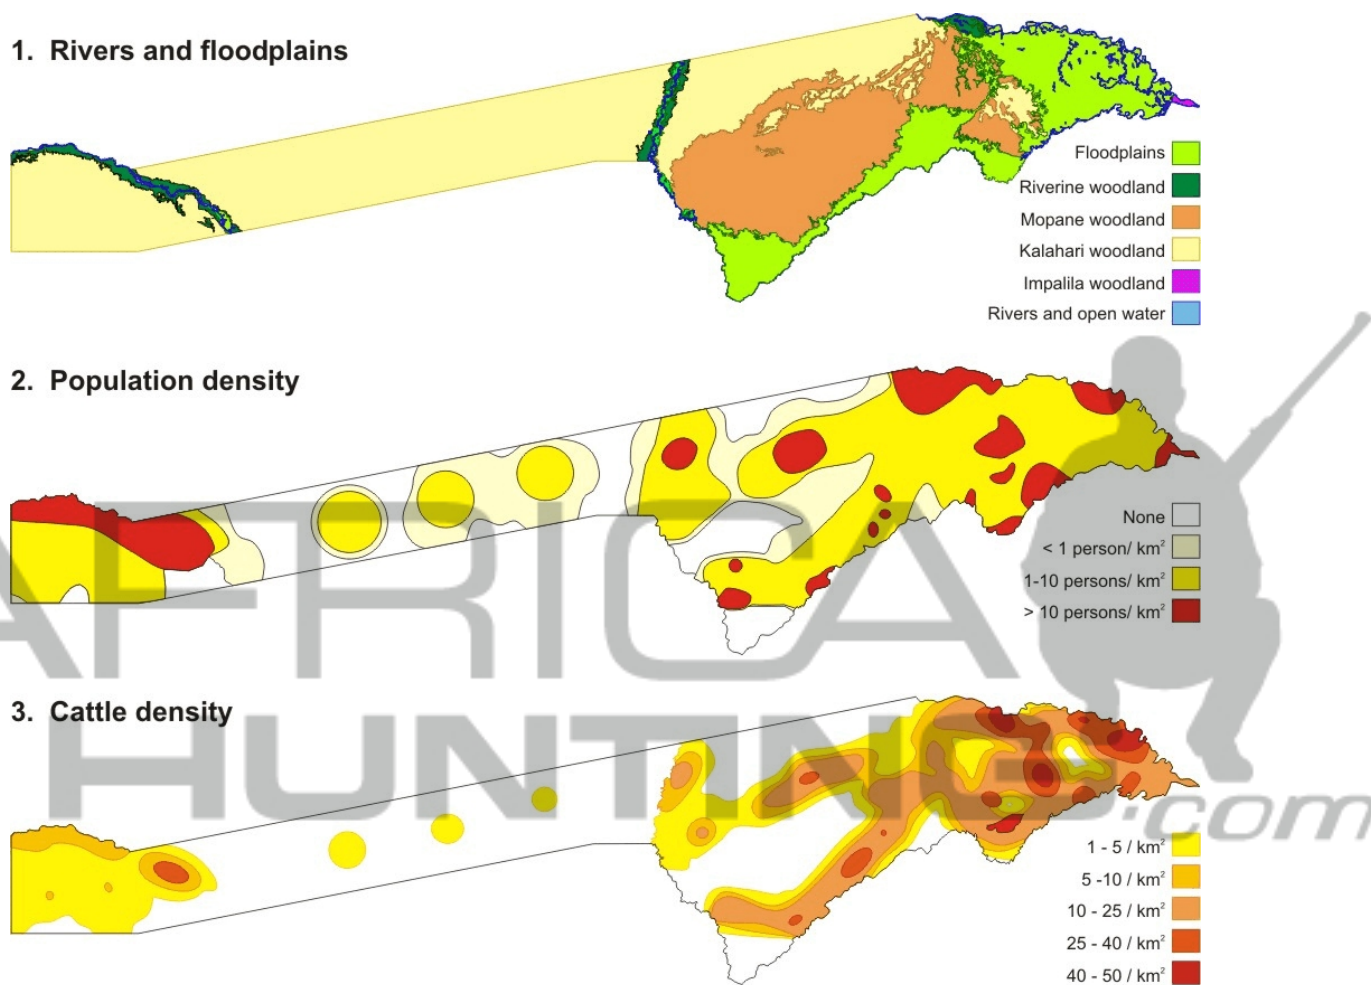 1. Rivers and floodplains
Floodplains
Riverine woodland
Mopane woodland
Kalahari woodland
Impalila woodland
Rivers and open water
2. Population density
None
< 1 person/ km²
1-10 persons/ km²
> 10 persons/ km²
AFRICA
HUNTING.com
3. Cattle density
1 - 5 / km²
5 -10 / km²
10 - 25 / km²
25 - 40 / km²
40 - 50 / km²